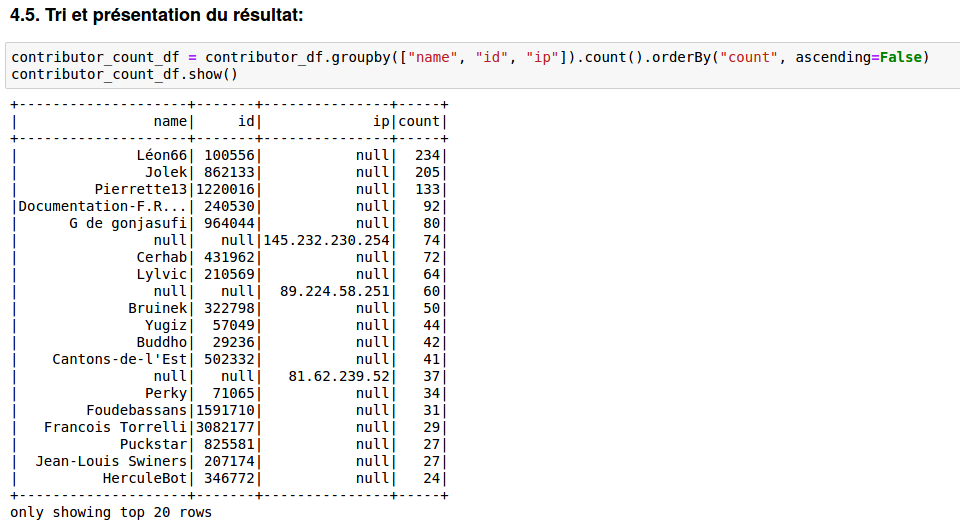 4.5. Tri et présentation du résultat:
contributor_count_df = contributor_df.groupby(["name", "id", "ip"]).count().orderBy("count", ascending=False)
contributor_count_df.show()
+--------------------+-------+---------------+-----+
|                name|     id|             ip|count|
+--------------------+-------+---------------+-----+
|              Léon66| 100556|           null|  234|
|               Jolek| 862133|           null|  205|
|         Pierrette13|1220016|           null|  133|
|Documentation-F.R...| 240530|           null|   92|
|      G de gonjasufi| 964044|           null|   80|
|                null|   null|145.232.230.254|   74|
|              Cerhab| 431962|           null|   72|
|              Lylvic| 210569|           null|   64|
|                null|   null|  89.224.58.251|   60|
|             Bruinek| 322798|           null|   50|
|               Yugiz|  57049|           null|   44|
|              Buddho|  29236|           null|   42|
|    Cantons-de-l'Est| 502332|           null|   41|
|                null|   null|   81.62.239.52|   37|
|               Perky|  71065|           null|   34|
|        Foudebassans|1591710|           null|   31|
|   Francois Torrelli|3082177|           null|   29|
|            Puckstar| 825581|           null|   27|
|  Jean-Louis Swiners| 207174|           null|   27|
|          HerculeBot| 346772|           null|   24|
+--------------------+-------+---------------+-----+
only showing top 20 rows